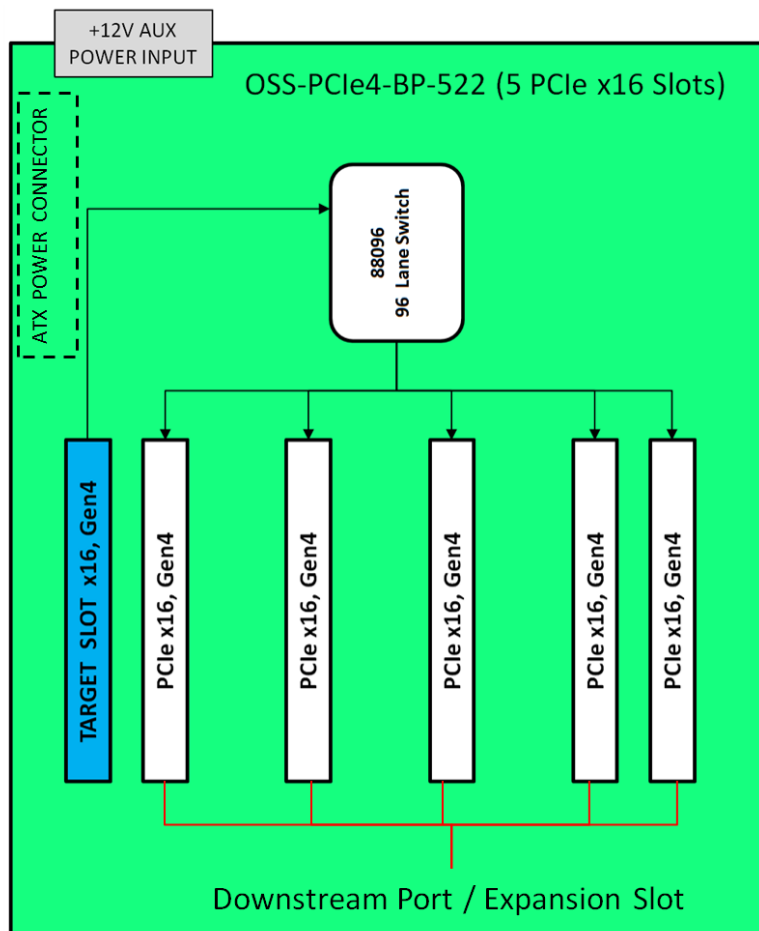 +12V AUX
POWER INPUT
OSS-PCIe4-BP-522 (5 PCIe x16 Slots)
ATX POWER CONNECTOR
88096
96 Lane Switch
TARGET SLOT x16, Gen4
PCIe x16, Gen4
PCIe x16, Gen4
PCIe x16, Gen4
PCIe x16, Gen4
PCIe x16, Gen4
Downstream Port / Expansion Slot